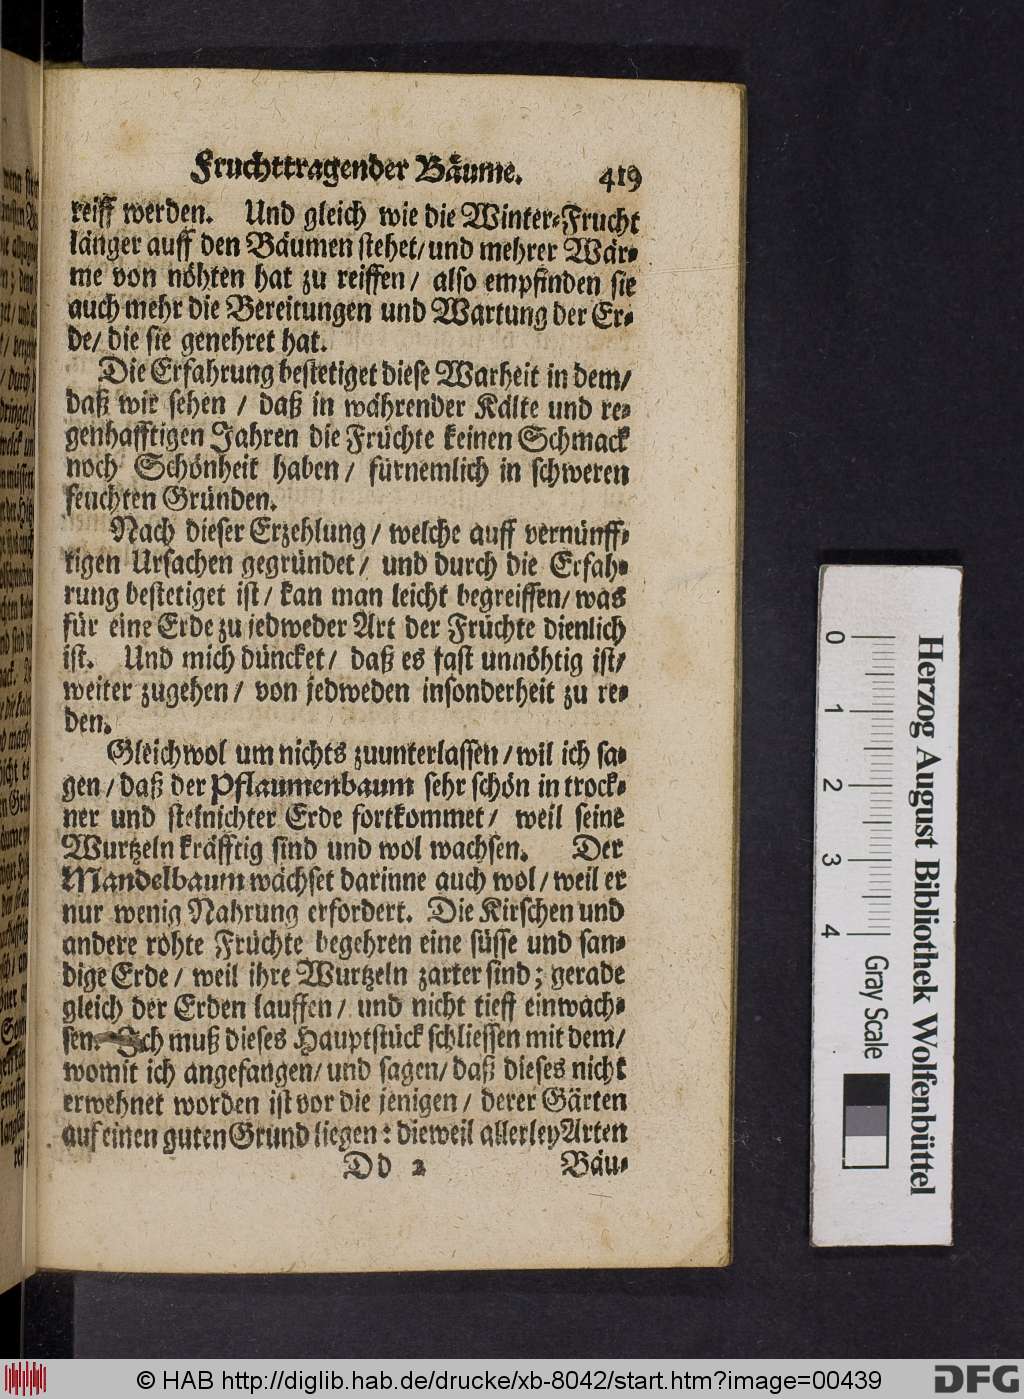 Fruchttragender Bäume. 419
reiff werden. Und gleich wie die Winter-Frucht
länger auff den Bäumen stehet/ und mehrer Wär-
me von nöhten hat zu reiffen/ also empfinden sie
auch mehr die Bereitungen und Wartung der Er-
de/ die sie genehret hat.
Die Erfahrung bestetiget diese Warheit in dem/
daß wir sehen / daß in währender Kälte und re-
genhafftigen Jahren die Früchte keinen Schmack
noch Schönheit haben/ fürnemlich in schweren
feuchten Gründen.
Nach dieser Erzehlung/ welche auff vernünff-
tigen Ursachen gegründet/ und durch die Erfah-
rung bestetiget ist/ kan man leicht begreiffen/ was
für eine Erde zu jedweder Art der Früchte dienlich
ist. Und mich düncket/ daß es fast unnöhtig ist/
weiter zugehen/ von jedweden insonderheit zu re-
den.
Gleichwol um nichts zuunterlassen/ wil ich sa-
gen/ daß der Pflaumenbaum sehr schön in trock-
ner und steinichter Erde fortkommet/ weil seine
Wurtzeln kräfftig sind und wol wachsen. Der
Mandelbaum wächset darinne auch wol/ weil er
nur wenig Nahrung erfordert. Die Kirschen und
andere rohte Früchte begehren eine süsse und san-
dige Erde/ weil ihre Wurtzeln zarter sind; gerade
gleich der Erden lauffen/ und nicht tieff einwach-
sen. Ich muß dieses Hauptstück schliessen mit dem/
womit ich angefangen/ und sagen/ daß dieses nicht
erwehnet worden ist vor die jenigen/ derer Gärten
auf einen guten Grund liegen: dieweil allerley Arten
Dd 2 Bäu-
0 1 2 3 4 Gray Scale
Herzog August Bibliothek Wolfenbüttel
© HAB http://diglib.hab.de/drucke/xb-8042/start.htm?image=00439
DFG